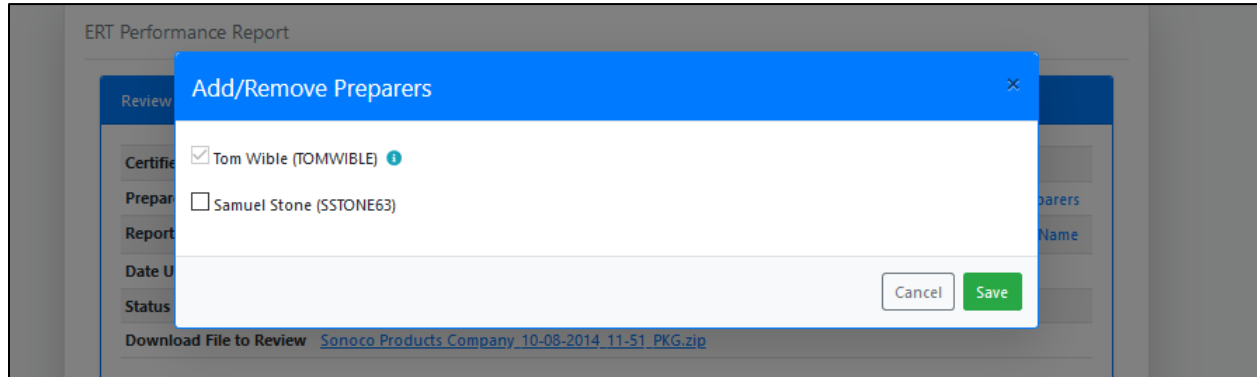 ERT Performance Report
Add/Remove Preparers ×
Review
Tom Wible (TOMWIBLE)
Certifie
Samuel Stone (SSTONE63)
Prepar parers
Report Name
Date U
Cancel Save
Status
Download File to Review Sonoco Products Company_10-08-2014_11-51_PKG.zip